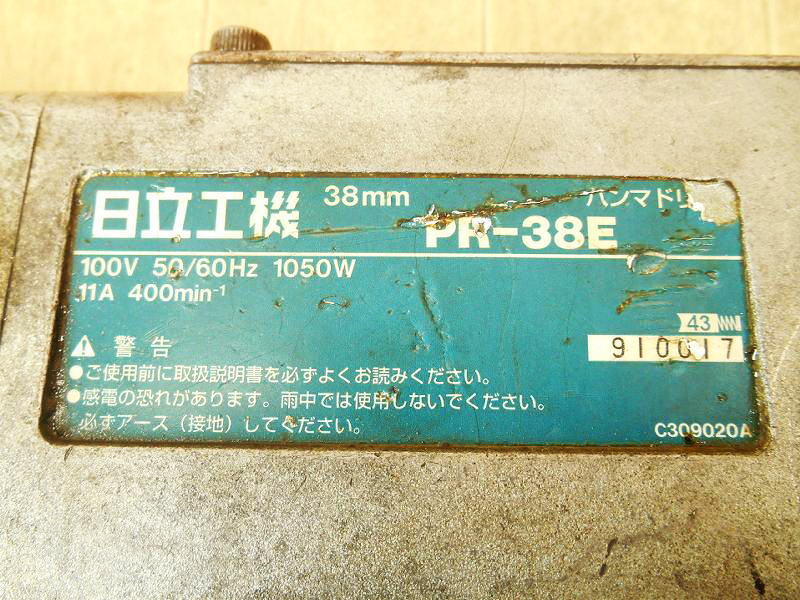 日立工機 38mm ハンマドリ
PR-38E
100V 50/60Hz 1050W
11A 400min⁻¹
43
910017
警告
●ご使用前に取扱説明書を必ずよくお読みください。
●感電の恐れがあります。雨中では使用しないでください。
必ずアース（接地）してください。
C309020A